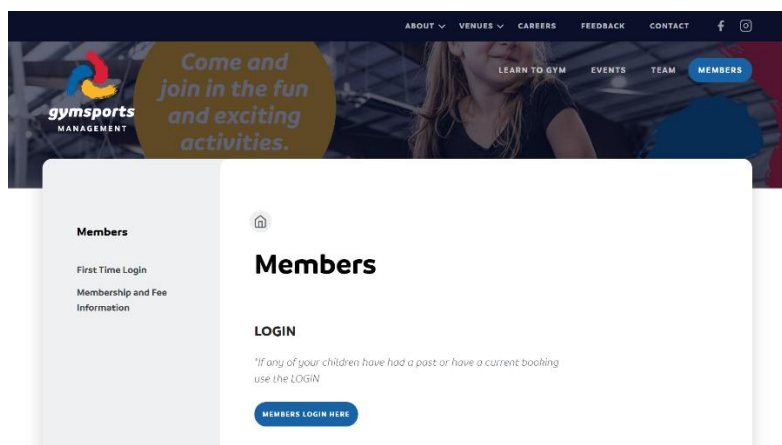 ABOUT VENUES CAREERS FEEDBACK CONTACT
Come and
join in the fun
and exciting
activities.
LEARN TO GYM EVENTS TEAM MEMBERS
gymsports
MANAGEMENT
Members
First Time Login
Membership and Fee
Information
Members
LOGIN
"If any of your children have had a past or have a current booking
use the LOGIN
MEMBERS LOGIN HERE